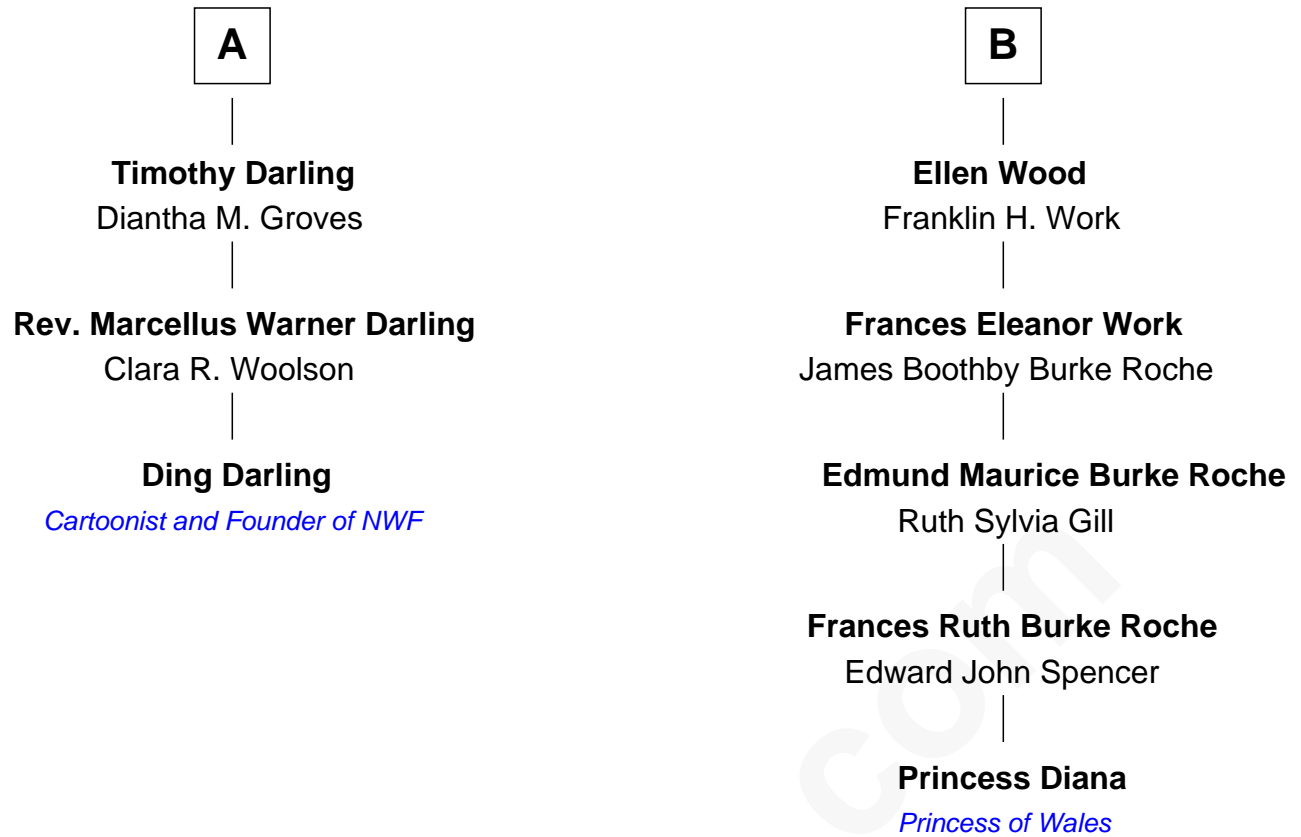 A
Timothy Darling
Diantha M. Groves
Rev. Marcellus Warner Darling
Clara R. Woolson
Ding Darling
Cartoonist and Founder of NWF
B
Ellen Wood
Franklin H. Work
Frances Eleanor Work
James Boothby Burke Roche
Edmund Maurice Burke Roche
Ruth Sylvia Gill
Frances Ruth Burke Roche
Edward John Spencer
Princess Diana
Princess of Wales
com